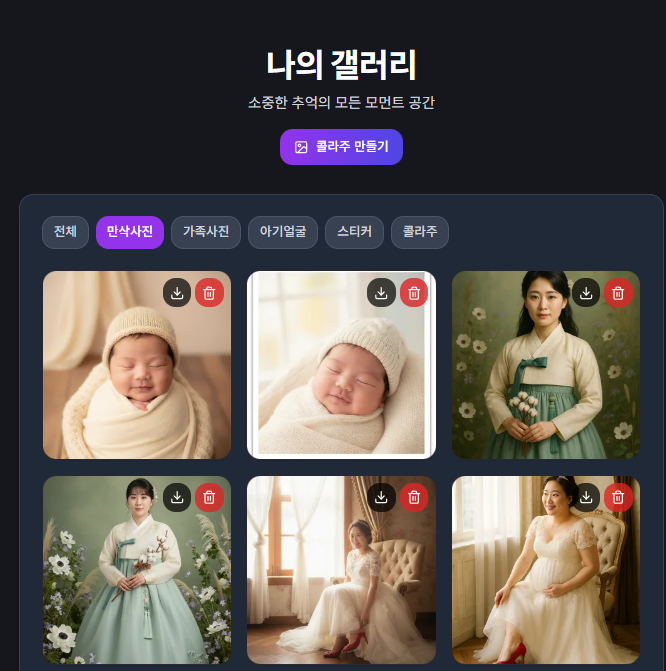 나의 갤러리
소중한 추억의 모든 모먼트 공간
콜라주 만들기
전체 만삭사진 가족사진 아기얼굴 스티커 콜라주